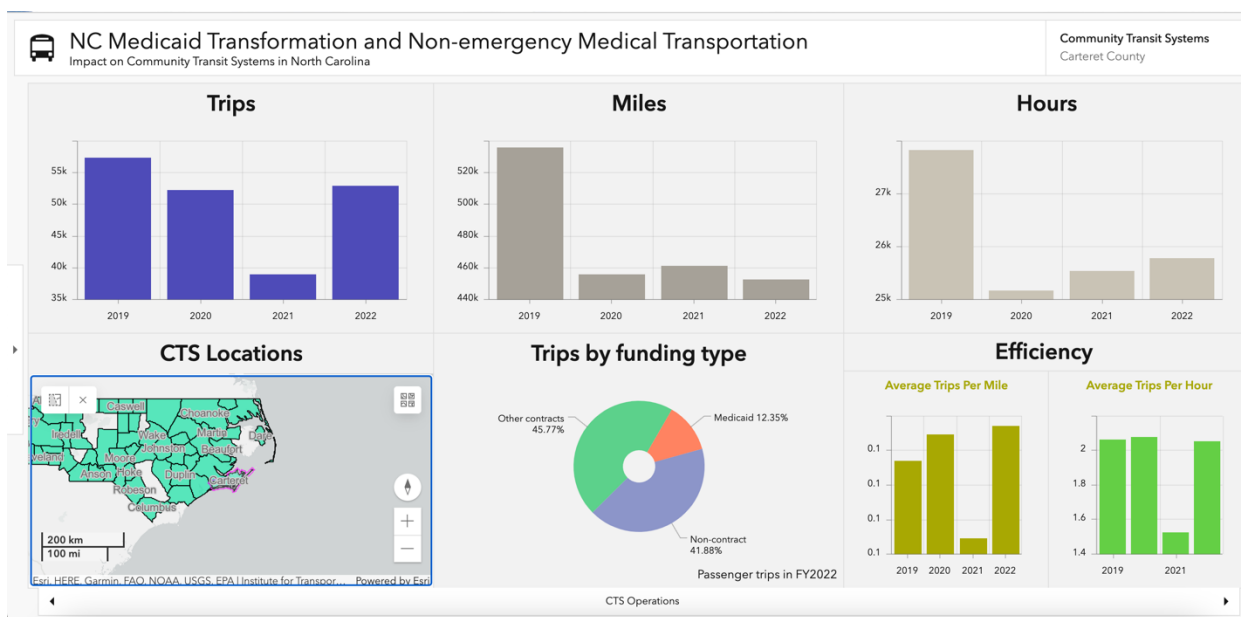 NC Medicaid Transformation and Non-emergency Medical Transportation
Impact on Community Transit Systems in North Carolina
Community Transit Systems
Carteret County
Trips
55k
50k
45k
40k
35k
2019 2020 2021 2022
Miles
520k
500k
480k
460k
440k
2019 2020 2021 2022
Hours
27k
26k
25k
2019 2020 2021 2022
CTS Locations
Caswell
Choanoke
Iredell
Wake
Martin
Dare
Johnston
Beaufort
veland
Moore
Anson
Hoke
Duplin
Carteret
Robeson
Columbus
200 km
100 mi
Esri, HERE, Garmin, FAO, NOAA, USGS, EPA | Institute for Transpor... Powered by Esri
Trips by funding type
Other contracts
45.77%
Medicaid 12.35%
Non-contract
41.88%
Passenger trips in FY2022
Efficiency
Average Trips Per Mile
0.1
0.1
0.1
0.1
2019 2020 2021 2022
Average Trips Per Hour
2
1.8
1.6
1.4
2019 2021
CTS Operations